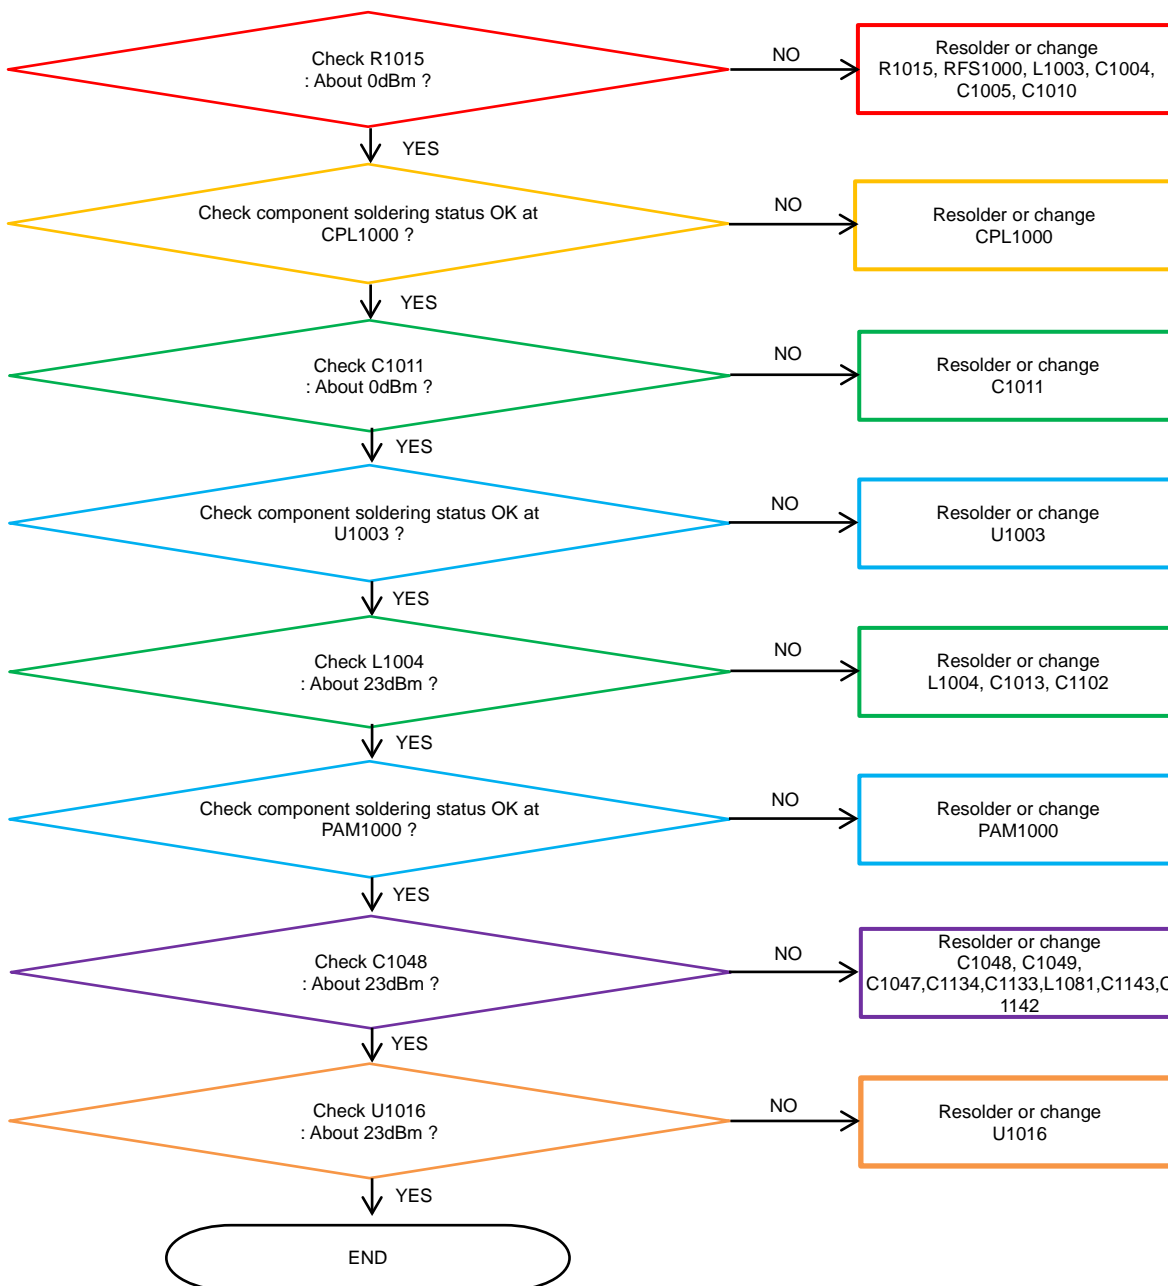 Check R1015
: About 0dBm ?
NO
Resolder or change
R1015, RFS1000, L1003, C1004,
C1005, C1010
YES
Check component soldering status OK at
CPL1000 ?
NO
Resolder or change
CPL1000
YES
Check C1011
: About 0dBm ?
NO
Resolder or change
C1011
YES
Check component soldering status OK at
U1003 ?
NO
Resolder or change
U1003
YES
Check L1004
: About 23dBm ?
NO
Resolder or change
L1004, C1013, C1102
YES
Check component soldering status OK at
PAM1000 ?
NO
Resolder or change
PAM1000
YES
Check C1048
: About 23dBm ?
NO
Resolder or change
C1048, C1049,
C1047,C1134,C1133,L1081,C1143,C
1142
YES
Check U1016
: About 23dBm ?
NO
Resolder or change
U1016
YES
END